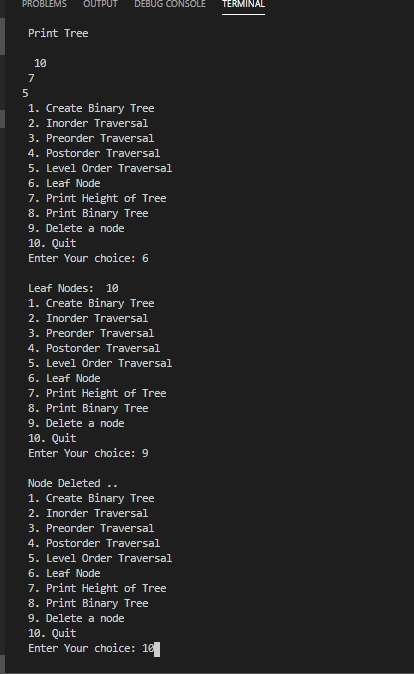 PROBLEMS OUTPUT DEBUG CONSOLE TERMINAL
Print Tree
10
7
5
1. Create Binary Tree
2. Inorder Traversal
3. Preorder Traversal
4. Postorder Traversal
5. Level Order Traversal
6. Leaf Node
7. Print Height of Tree
8. Print Binary Tree
9. Delete a node
10. Quit
Enter Your choice: 6
Leaf Nodes:  10
1. Create Binary Tree
2. Inorder Traversal
3. Preorder Traversal
4. Postorder Traversal
5. Level Order Traversal
6. Leaf Node
7. Print Height of Tree
8. Print Binary Tree
9. Delete a node
10. Quit
Enter Your choice: 9
Node Deleted ..
1. Create Binary Tree
2. Inorder Traversal
3. Preorder Traversal
4. Postorder Traversal
5. Level Order Traversal
6. Leaf Node
7. Print Height of Tree
8. Print Binary Tree
9. Delete a node
10. Quit
Enter Your choice: 10